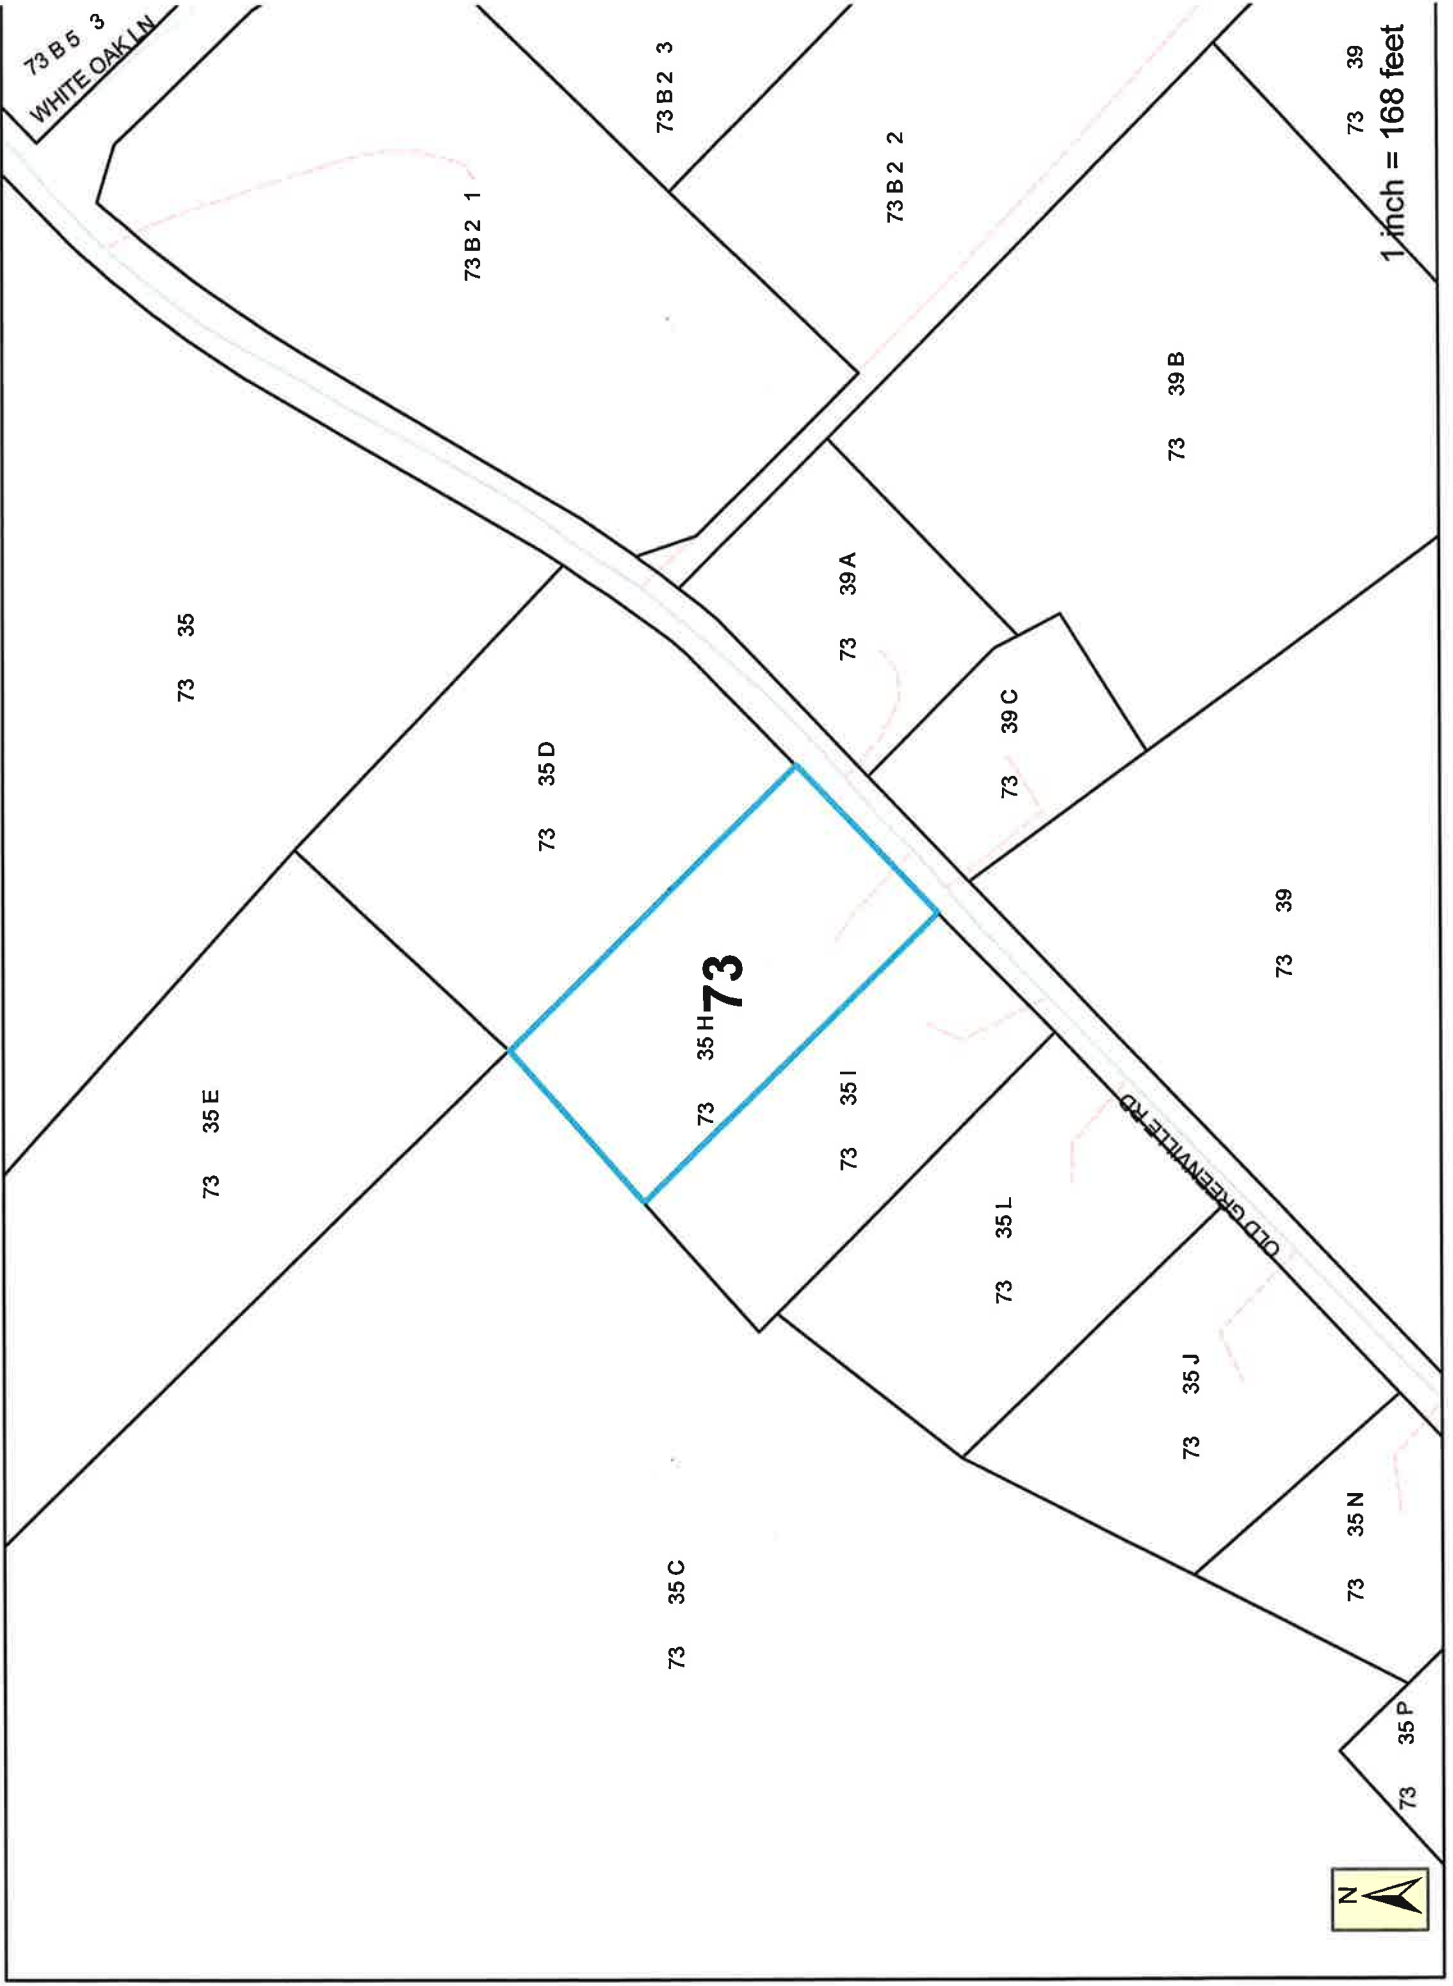 73 B 5 3
WHITE OAK LN
73 35
73 35 E
73 B 2 1
73 35 D
73 B 2 3
73 35 C
73 35 H
73
73 39 A
73 35 I
73 B 2 2
73 35 L
73 39 C
73 39 B
73 35 J
OLD GREENVILLE RD
73 39
N
73 35 N
73 39
1 inch = 168 feet
73 35 P